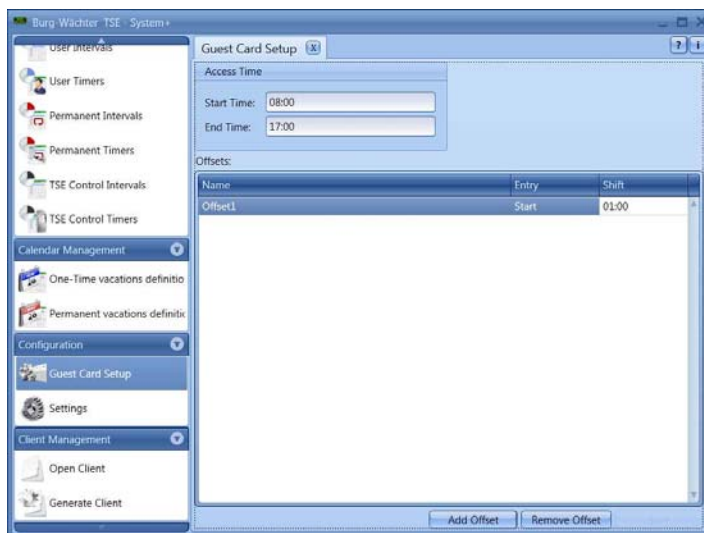 Burg-Wächter TSE - System+
User Intervals
User Timers
Permanent Intervals
Permanent Timers
TSE Control Intervals
TSE Control Timers
Calendar Management
One-Time vacations definitio
Permanent vacations definitic
Configuration
Guest Card Setup
Settings
Client Management
Open Client
Generate Client
Guest Card Setup x
? i
Access Time
Start Time: 08:00
End Time: 17:00
Offsets:
Name Entry Shift
Offset1 Start 01:00
Add Offset Remove Offset